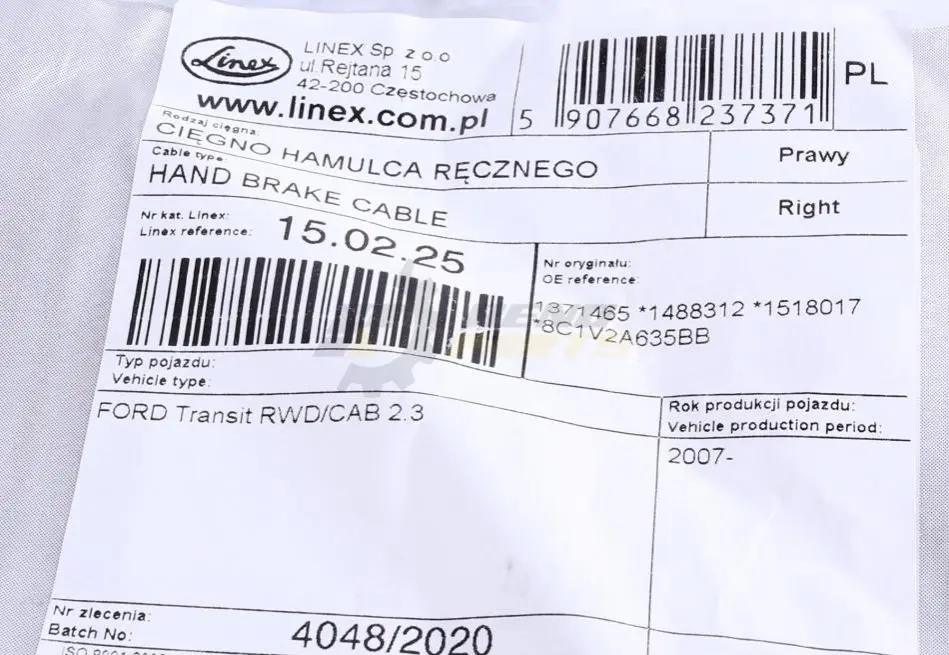 Linex
LINEX Sp z o.o
ul.Rejtana 15
42-200 Częstochowa
www.linex.com.pl
5 907668 237371
PL
Rodzaj cięgna:
CIĘGNO HAMULCA RĘCZNEGO
Prawy
Cable type:
HAND BRAKE CABLE
Right
Nr kat. Linex:
Linex reference:
15.02.25
Nr oryginału:
OE reference:
1371465 *1488312 *1518017
*8C1V2A635BB
Typ pojazdu:
Vehicle type:
FORD Transit RWD/CAB 2.3
Rok produkcji pojazdu:
Vehicle production period:
2007-
Nr zlecenia:
Batch No:
4048/2020